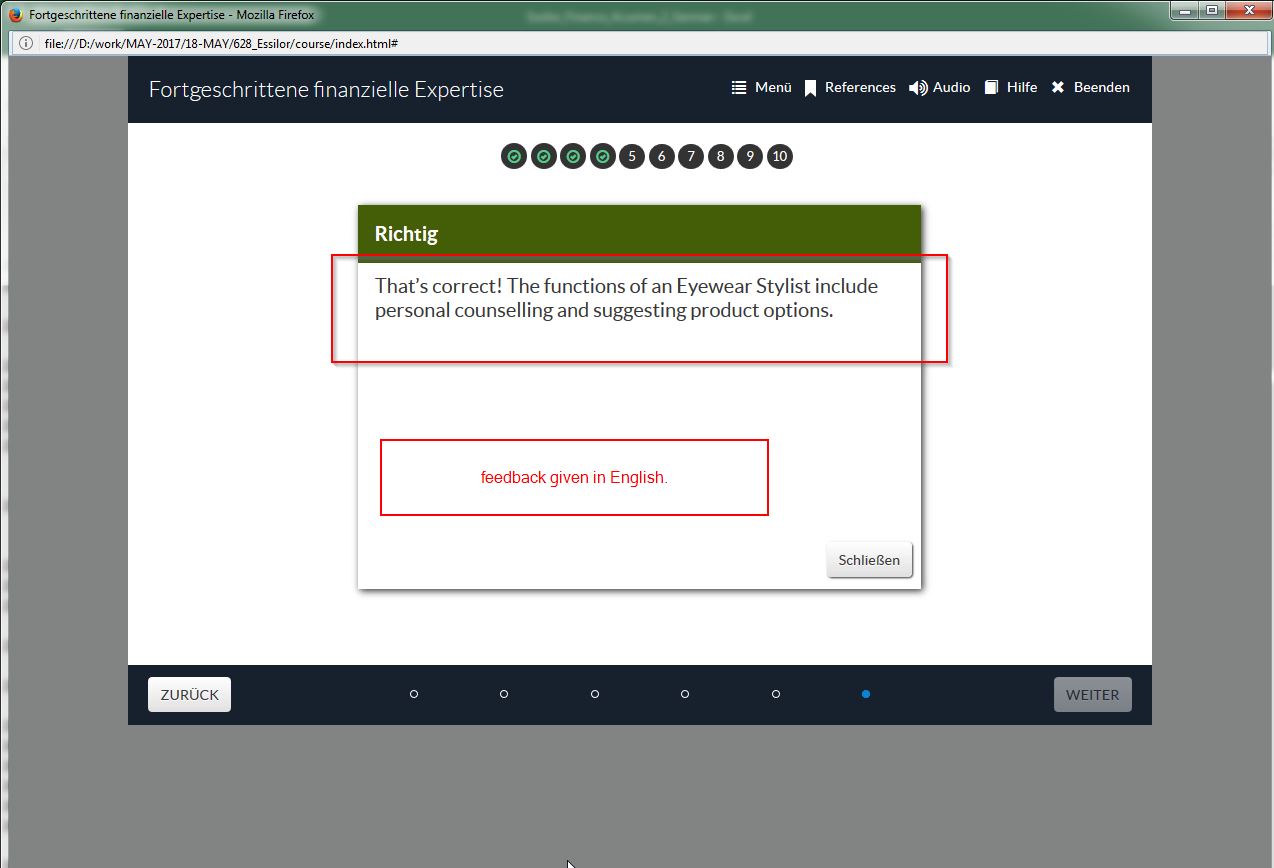 Fortgeschrittene finanzielle Expertise - Mozilla Firefox
file:///D:/work/MAY-2017/18-MAY/628_Essilor/course/index.html#
Fortgeschrittene finanzielle Expertise
Menü References Audio Hilfe Beenden
5 6 7 8 9 10
Richtig
That’s correct! The functions of an Eyewear Stylist include
personal counselling and suggesting product options.
feedback given in English.
Schließen
ZURÜCK
WEITER